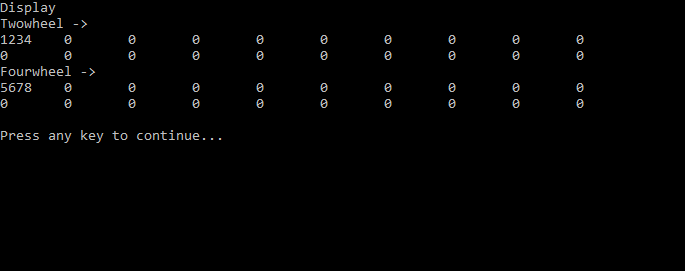 Display
Twowheel ->
1234    0       0       0       0       0       0       0       0       0
0       0       0       0       0       0       0       0       0       0
Fourwheel ->
5678    0       0       0       0       0       0       0       0       0
0       0       0       0       0       0       0       0       0       0
Press any key to continue...